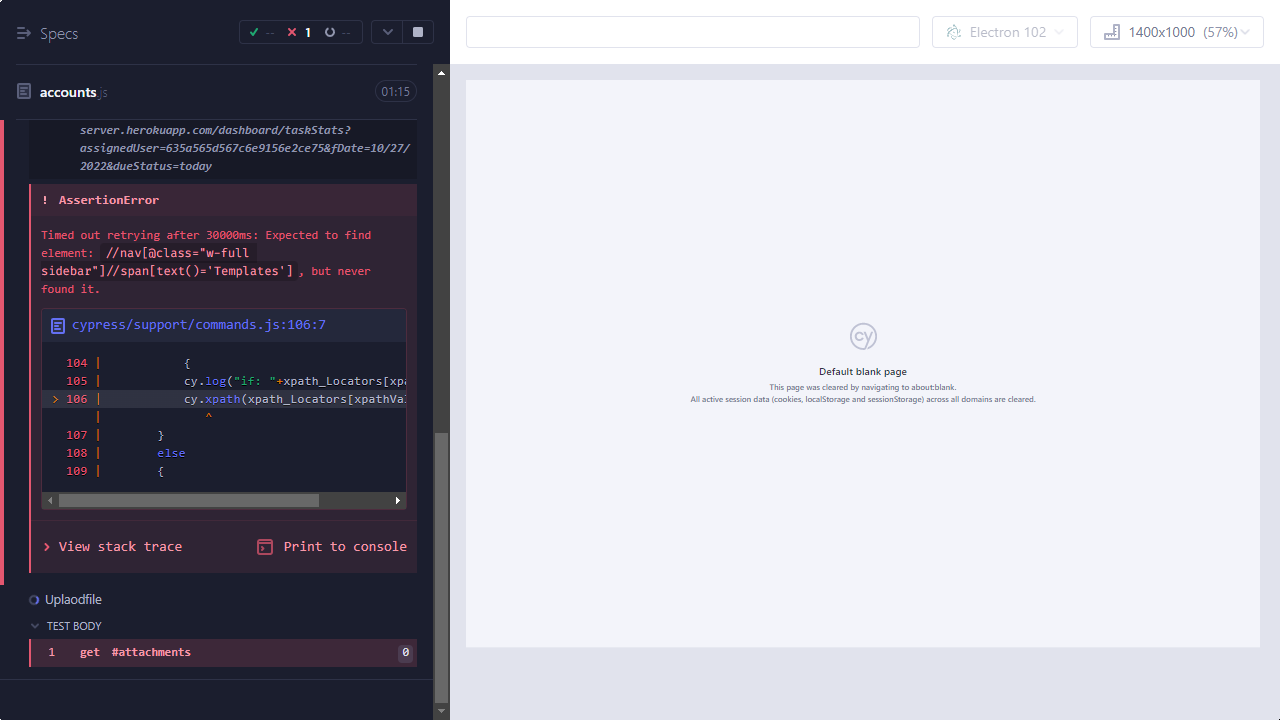 Specs
-- 1 --
Electron 102
1400x1000 (57%)
accounts.js
01:15
server.herokuapp.com/dashboard/taskStats?
assignedUser=635a565d567c6e9156e2ce75&fDate=10/27/
2022&dueStatus=today
! AssertionError
Timed out retrying after 30000ms: Expected to find
element: //nav[@class="w-full
sidebar"]//span[text()='Templates'], but never
found it.
cypress/support/commands.js:106:7
104 | {
105 | cy.log("if: "+xpath_Locators[xpa
> 106 | cy.xpath(xpath_Locators[xpathVa
| ^
107 | }
108 | else
109 | {
View stack trace
Print to console
Uplaodfile
TEST BODY
1 get #attachments 0
cy
Default blank page
This page was cleared by navigating to about:blank.
All active session data (cookies, localStorage and sessionStorage) across all domains are cleared.